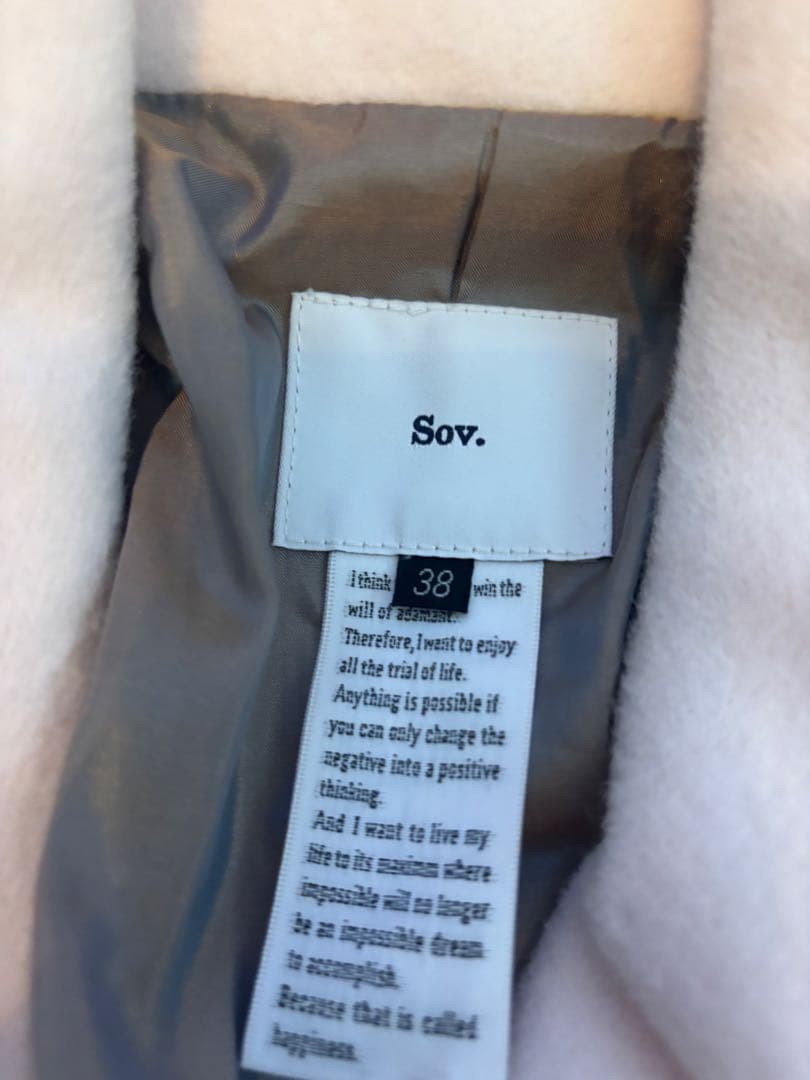 Sov.
38
I think win the
will of adamant.
Therefore, I want to enjoy
all the trial of life.
Anything is possible if
you can only change the
negative into a positive
thinking.
And I want to live my
life to its maximum where
impossible will no longer
be an impossible dream
to accomplish.
Because that is called
happiness.